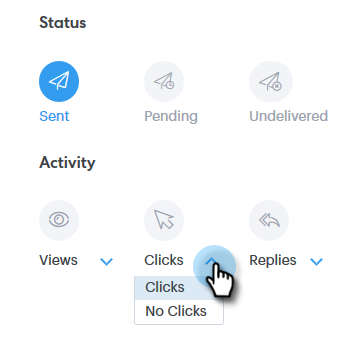 Status
Sent Pending Undelivered
Activity
Views Clicks Replies
Clicks
No Clicks